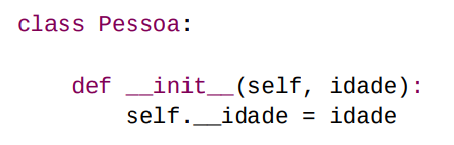 class Pessoa:
def __init__(self, idade):
self.__idade = idade